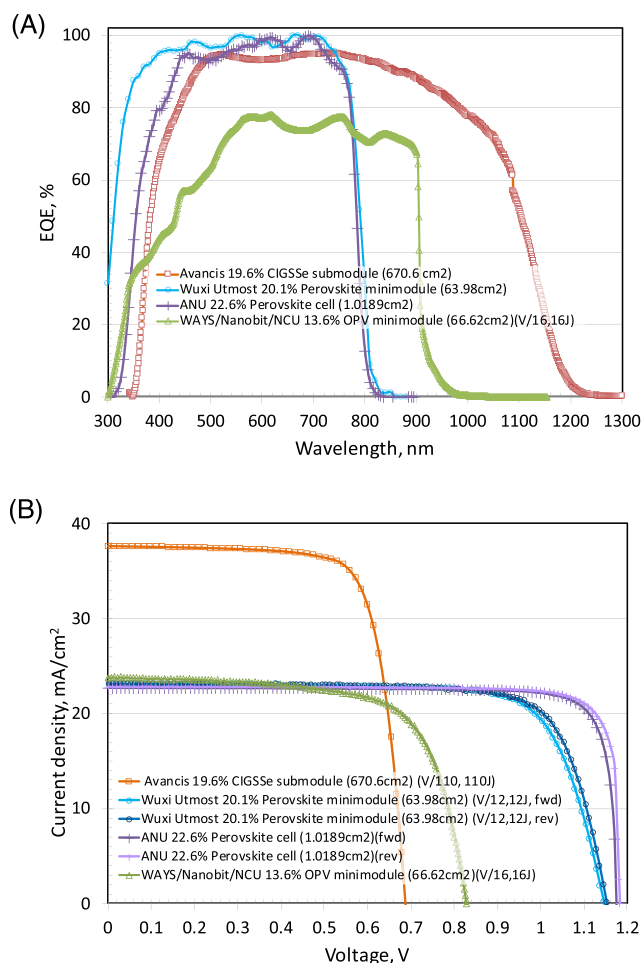 (A)
100
80
60
40
20
0
EQE, %
Avancis 19.6% CIGSSe submodule (670.6 cm2)
Wuxi Utmost 20.1% Perovskite minimodule (63.98cm2)
ANU 22.6% Perovskite cell (1.0189cm2)
WAYS/Nanobit/NCU 13.6% OPV minimodule (66.62cm2)(V/16,16J)
300 400 500 600 700 800 900 1000 1100 1200 1300
Wavelength, nm
(B)
40
30
20
10
0
Current density, mA/cm²
Avancis 19.6% CIGSSe submodule (670.6cm2) (V/110, 110J)
Wuxi Utmost 20.1% Perovskite minimodule (63.98cm2) (V/12,12J, fwd)
Wuxi Utmost 20.1% Perovskite minimodule (63.98cm2) (V/12,12J, rev)
ANU 22.6% Perovskite cell (1.0189cm2)(fwd)
ANU 22.6% Perovskite cell (1.0189cm2)(rev)
WAYS/Nanobit/NCU 13.6% OPV minimodule (66.62cm2)(V/16,16J)
0 0.1 0.2 0.3 0.4 0.5 0.6 0.7 0.8 0.9 1 1.1 1.2
Voltage, V